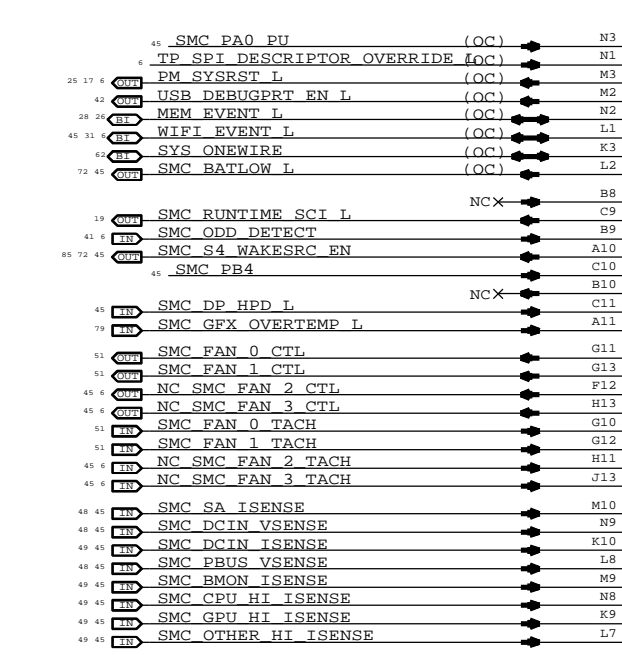 45 SMC_PA0_PU (OC) N3
6 TP_SPI_DESCRIPTOR_OVERRIDE_L (OC) N1
25 17 6 OUT PM_SYSRST_L (OC) M3
42 OUT USB_DEBUGPRT_EN_L (OC) M2
28 26 BI MEM_EVENT_L (OC) N2
45 31 6 BI WIFI_EVENT_L (OC) L1
62 BI SYS_ONEWIRE (OC) K3
72 45 OUT SMC_BATLOW_L (OC) L2
NC B8
19 OUT SMC_RUNTIME_SCI_L C9
41 6 IN SMC_ODD_DETECT B9
85 72 45 OUT SMC_S4_WAKESRC_EN A10
45 SMC_PB4 C10
NC B10
45 IN SMC_DP_HPD_L C11
79 IN SMC_GFX_OVERTEMP_L A11
51 OUT SMC_FAN_0_CTL G11
51 OUT SMC_FAN_1_CTL G13
45 6 OUT NC_SMC_FAN_2_CTL F12
45 6 OUT NC_SMC_FAN_3_CTL H13
51 IN SMC_FAN_0_TACH G10
51 IN SMC_FAN_1_TACH G12
45 6 IN NC_SMC_FAN_2_TACH H11
45 6 IN NC_SMC_FAN_3_TACH J13
48 45 IN SMC_SA_ISENSE M10
48 45 IN SMC_DCIN_VSENSE N9
49 45 IN SMC_DCIN_ISENSE K10
48 45 IN SMC_PBUS_VSENSE L8
49 45 IN SMC_BMON_ISENSE M9
49 45 IN SMC_CPU_HI_ISENSE N8
49 45 IN SMC_GPU_HI_ISENSE K9
49 45 IN SMC_OTHER_HI_ISENSE L7